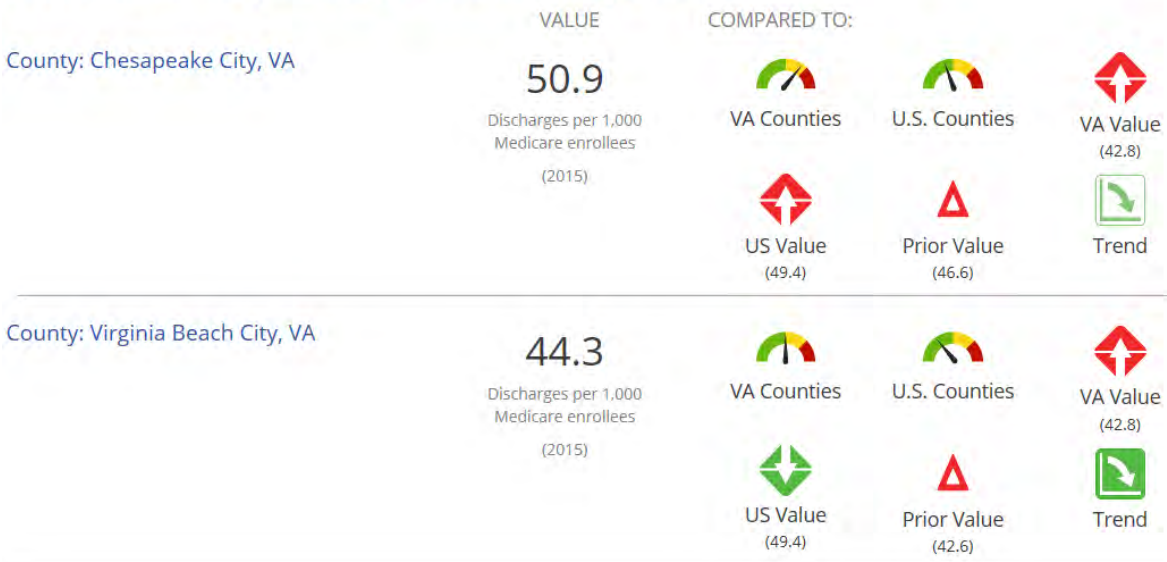 VALUE
COMPARED TO:
County: Chesapeake City, VA
50.9
Discharges per 1,000
Medicare enrollees
(2015)
VA Counties
U.S. Counties
VA Value
(42.8)
US Value
(49.4)
Prior Value
(46.6)
Trend
County: Virginia Beach City, VA
44.3
Discharges per 1,000
Medicare enrollees
(2015)
VA Counties
U.S. Counties
VA Value
(42.8)
US Value
(49.4)
Prior Value
(42.6)
Trend